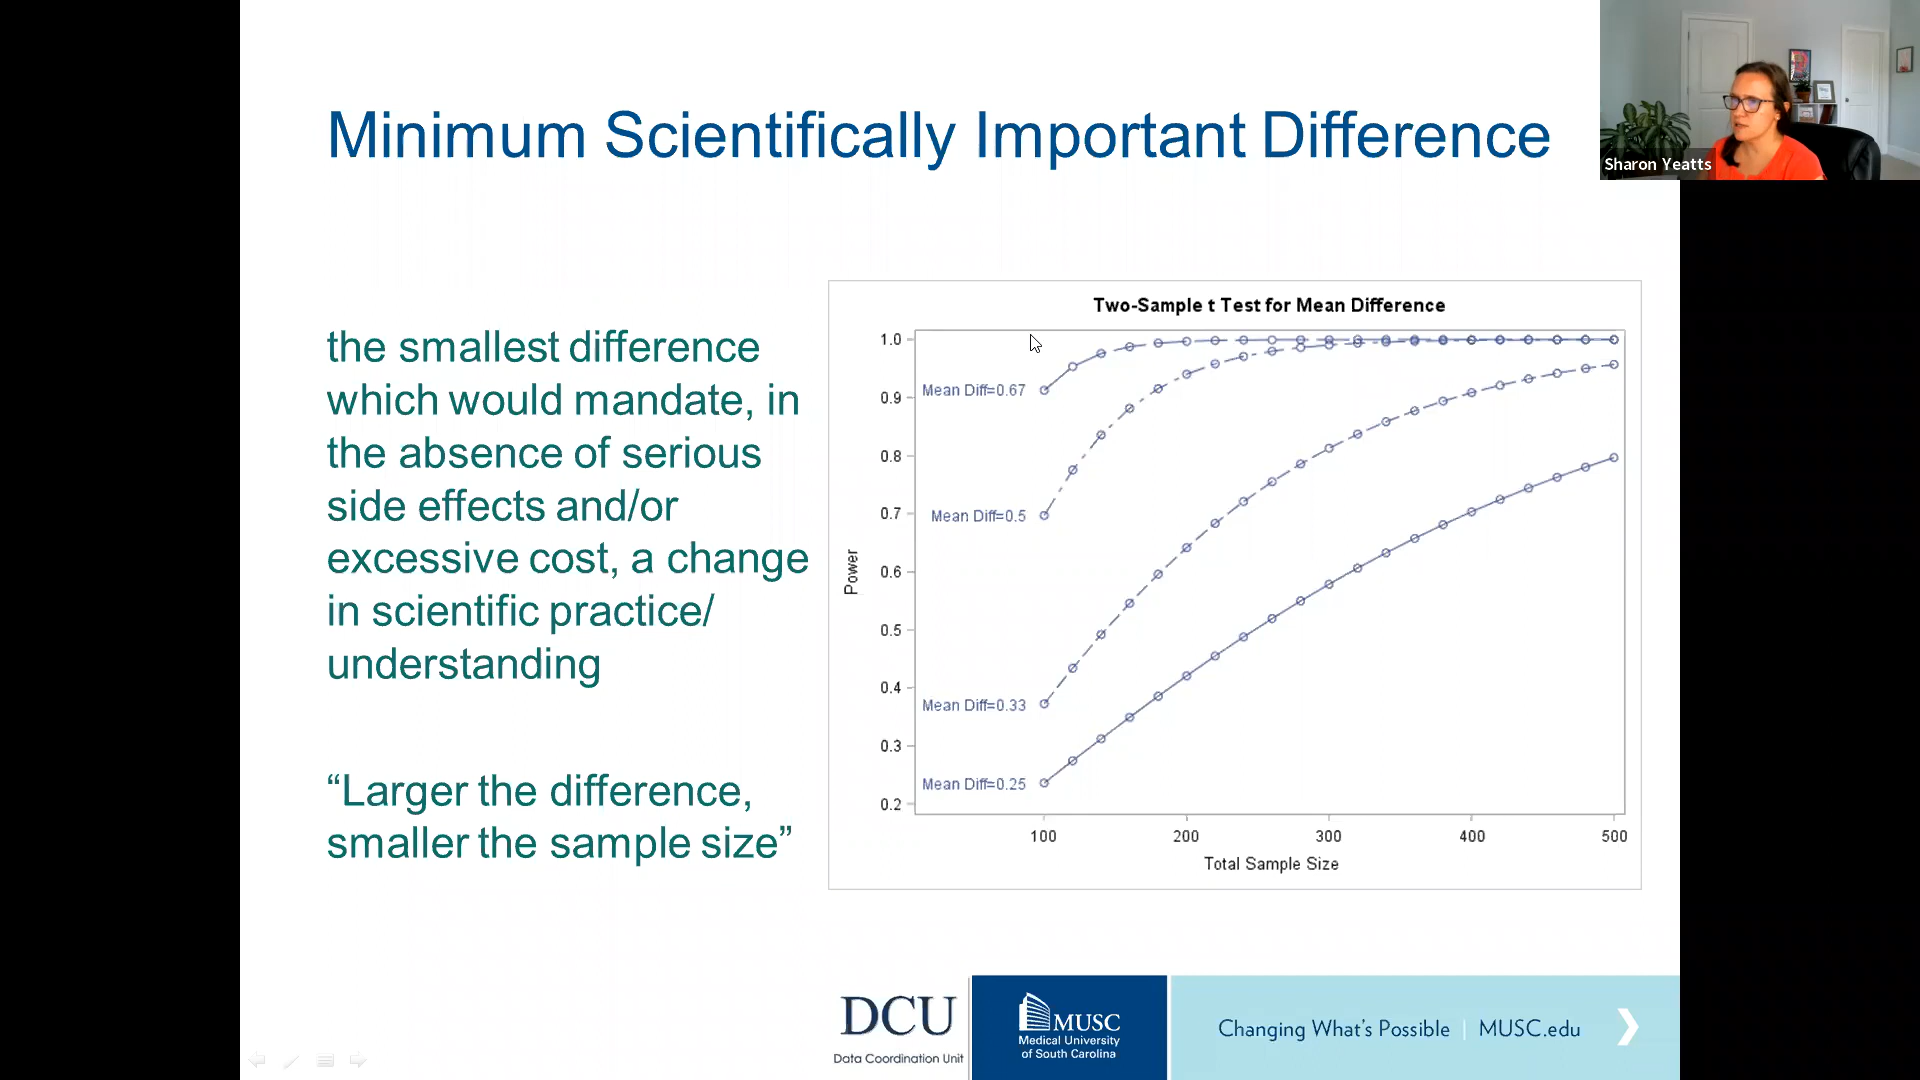 Minimum Scientifically Important Difference
Sharon Yeatts
the smallest difference
which would mandate, in
the absence of serious
side effects and/or
excessive cost, a change
in scientific practice/
understanding
“Larger the difference,
smaller the sample size”
Two-Sample t Test for Mean Difference
1.0
0.9
0.8
0.7
0.6
0.5
0.4
0.3
0.2
Power
Mean Diff=0.67
Mean Diff=0.5
Mean Diff=0.33
Mean Diff=0.25
100 200 300 400 500
Total Sample Size
DCU
Data Coordination Unit
MUSC
Medical University
of South Carolina
Changing What’s Possible | MUSC.edu